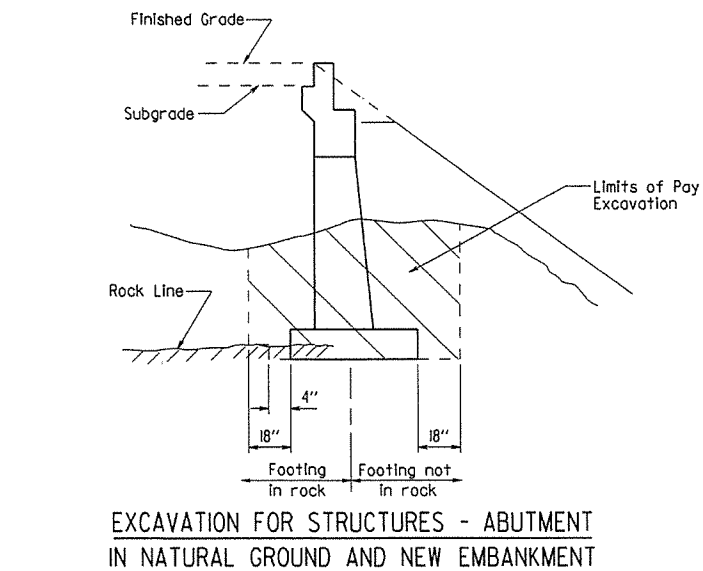 Finished Grade
Subgrade
Limits of Pay
Excavation
Rock Line
4"
18"
18"
Footing
in rock
Footing not
in rock
EXCAVATION FOR STRUCTURES - ABUTMENT
IN NATURAL GROUND AND NEW EMBANKMENT